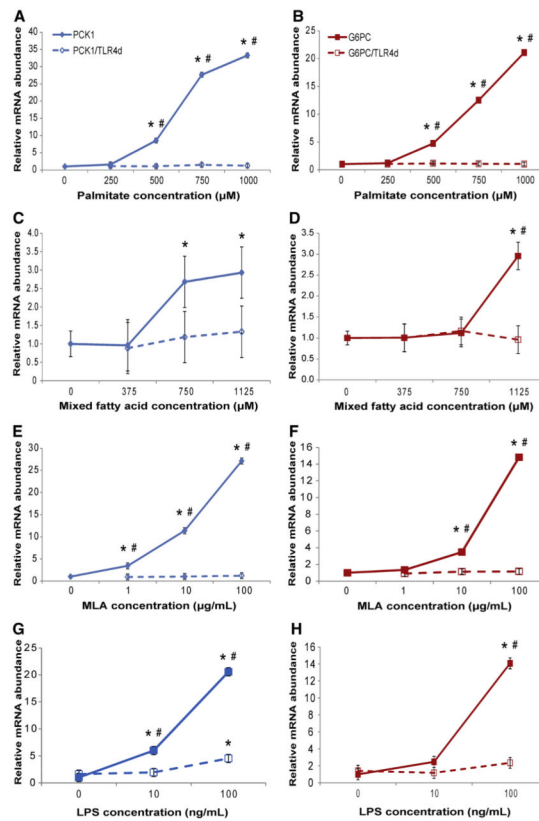 A
PCK1
PCK1/TLR4d
* #
* #
* #
Relative mRNA abundance
40
35
30
25
20
15
10
5
0
0 250 500 750 1000
Palmitate concentration (µM)
B
G6PC
G6PC/TLR4d
* #
* #
* #
Relative mRNA abundance
25
20
15
10
5
0
0 250 500 750 1000
Palmitate concentration (µM)
C
* *
Relative mRNA abundance
4.0
3.5
3.0
2.5
2.0
1.5
1.0
0.5
0
0 375 750 1125
Mixed fatty acid concentration (µM)
D
* #
Relative mRNA abundance
3.5
3.0
2.5
2.0
1.5
1.0
0.5
0.0
0 375 750 1125
Mixed fatty acid concentration (µM)
E
* #
* #
* #
Relative mRNA abundance
30
25
20
15
10
5
0
0 1 10 100
MLA concentration (µg/mL)
F
* #
* #
Relative mRNA abundance
16
14
12
10
8
6
4
2
0
0 1 10 100
MLA concentration (µg/mL)
G
* #
* #
*
Relative mRNA abundance
25
20
15
10
5
0
0 10 100
LPS concentration (ng/mL)
H
* #
Relative mRNA abundance
16
14
12
10
8
6
4
2
0
0 10 100
LPS concentration (ng/mL)